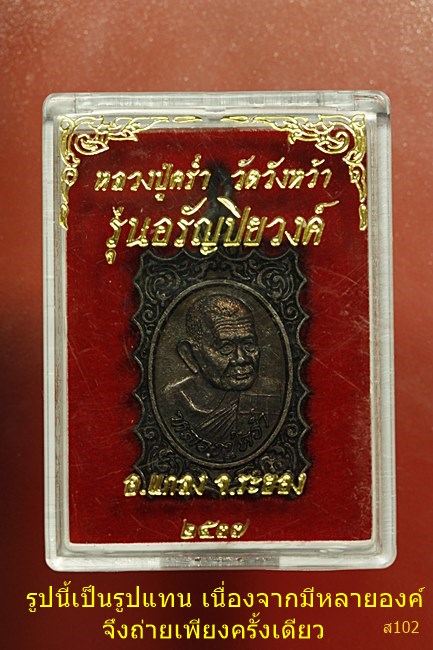 หลวงปู่คร่ำ วัดวังหว้า
รุ่นอรัญปิยวงค์
อ.แกลง จ.ระยอง
๒๕๓๗
รูปนี้เป็นรูปแทน เนื่องจากมีหลายองค์
จึงถ่ายเพียงครั้งเดียว
ส102